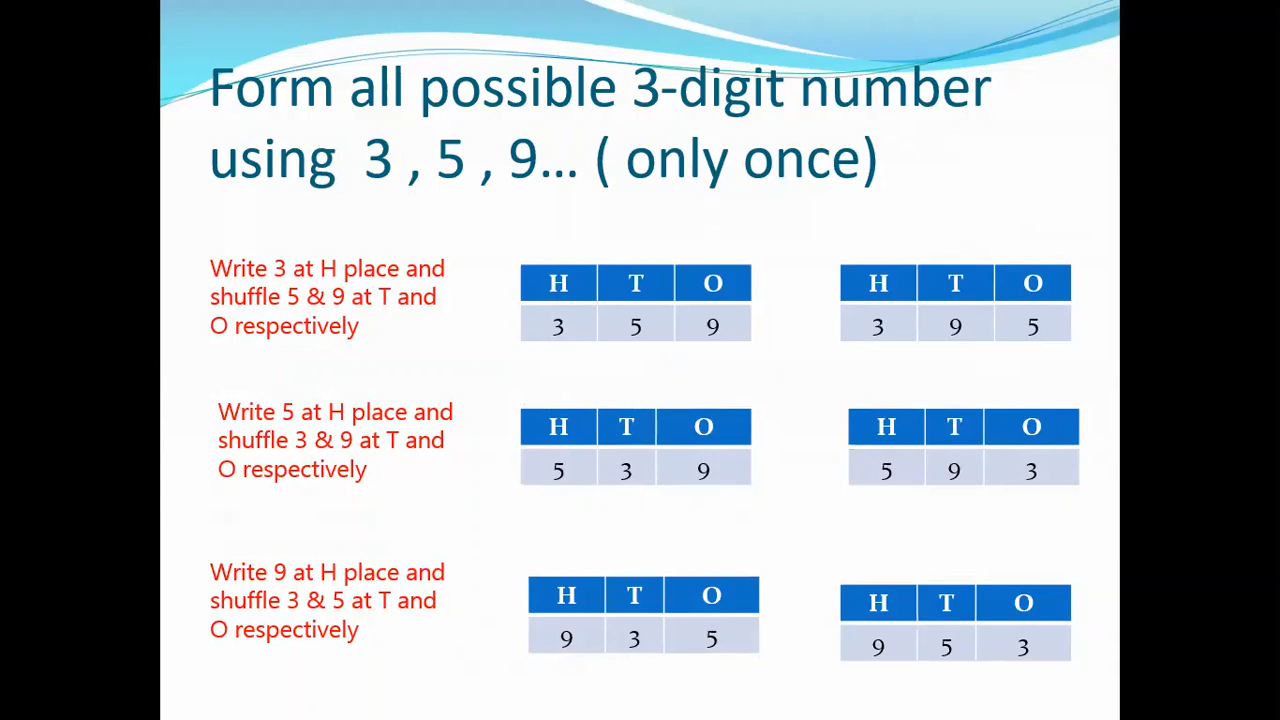 Form all possible 3-digit number
using 3 , 5 , 9... ( only once)
Write 3 at H place and
shuffle 5 & 9 at T and
O respectively
H T O
3 5 9
H T O
3 9 5
Write 5 at H place and
shuffle 3 & 9 at T and
O respectively
H T O
5 3 9
H T O
5 9 3
Write 9 at H place and
shuffle 3 & 5 at T and
O respectively
H T O
9 3 5
H T O
9 5 3